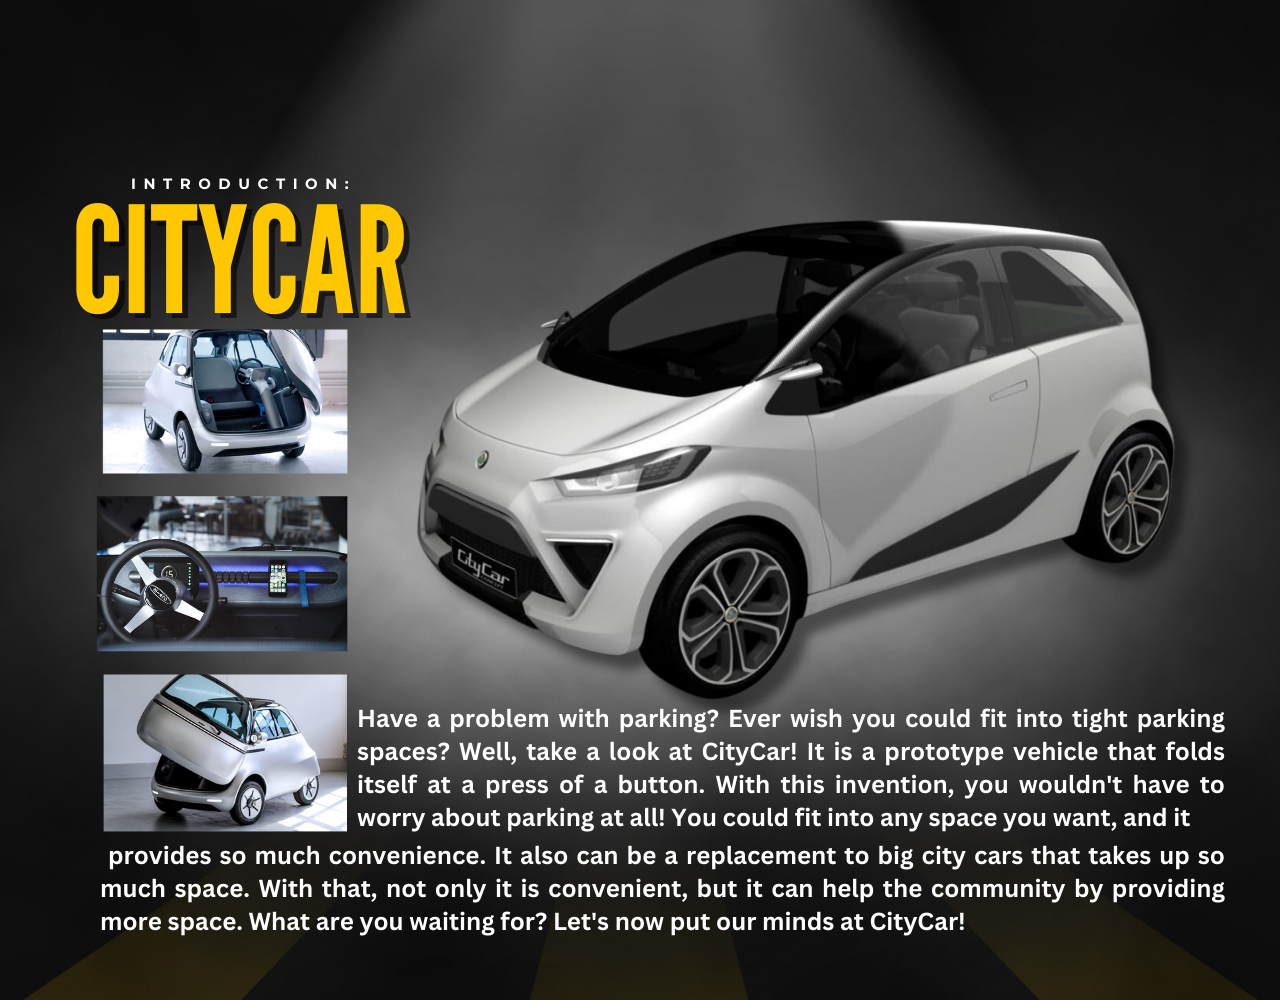 INTRODUCTION:
CITYCAR
CityCar
CONCEPT
Have a problem with parking? Ever wish you could fit into tight parking
spaces? Well, take a look at CityCar! It is a prototype vehicle that folds
itself at a press of a button. With this invention, you wouldn't have to
worry about parking at all! You could fit into any space you want, and it
provides so much convenience. It also can be a replacement to big city cars that takes up so
much space. With that, not only it is convenient, but it can help the community by providing
more space. What are you waiting for? Let's now put our minds at CityCar!